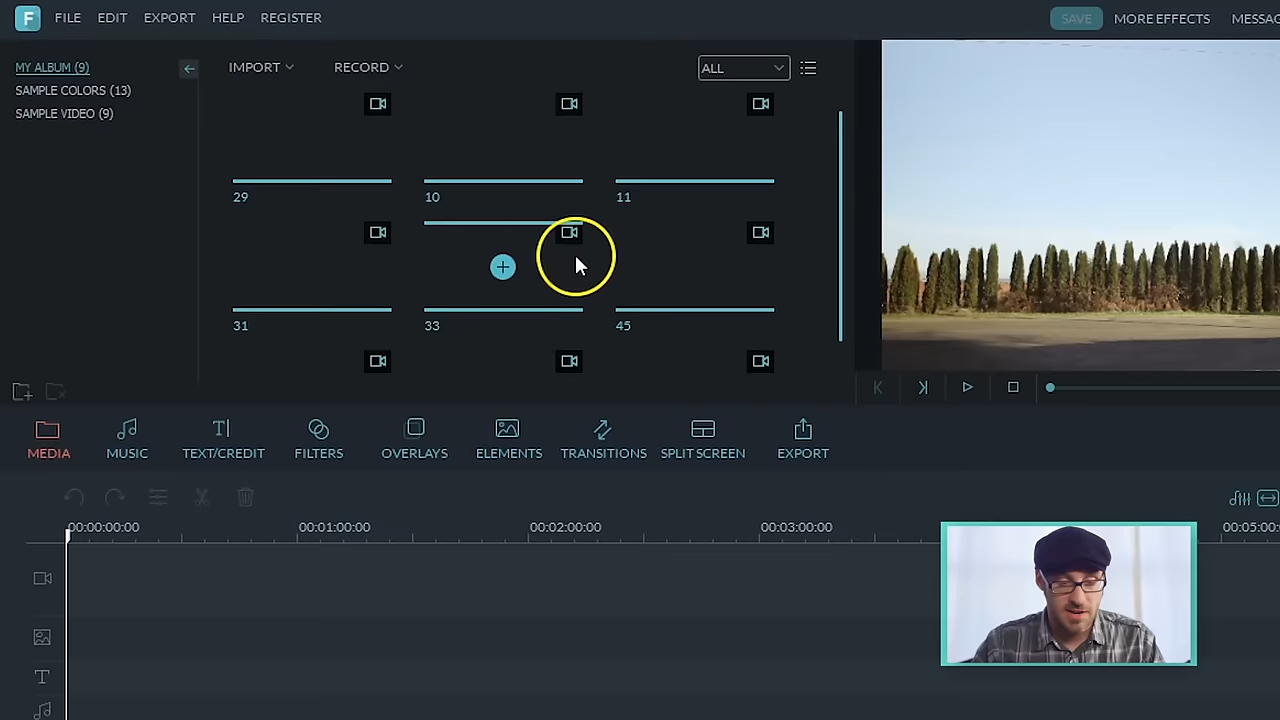 F FILE EDIT EXPORT HELP REGISTER SAVE MORE EFFECTS MESSAG
MY ALBUM (9)
SAMPLE COLORS (13)
SAMPLE VIDEO (9)
IMPORT RECORD ALL
29 10 11
31 33 45
MEDIA MUSIC TEXT/CREDIT FILTERS OVERLAYS ELEMENTS TRANSITIONS SPLIT SCREEN EXPORT
00:00:00:00 00:01:00:00 00:02:00:00 00:03:00:00 00:05:00:
T